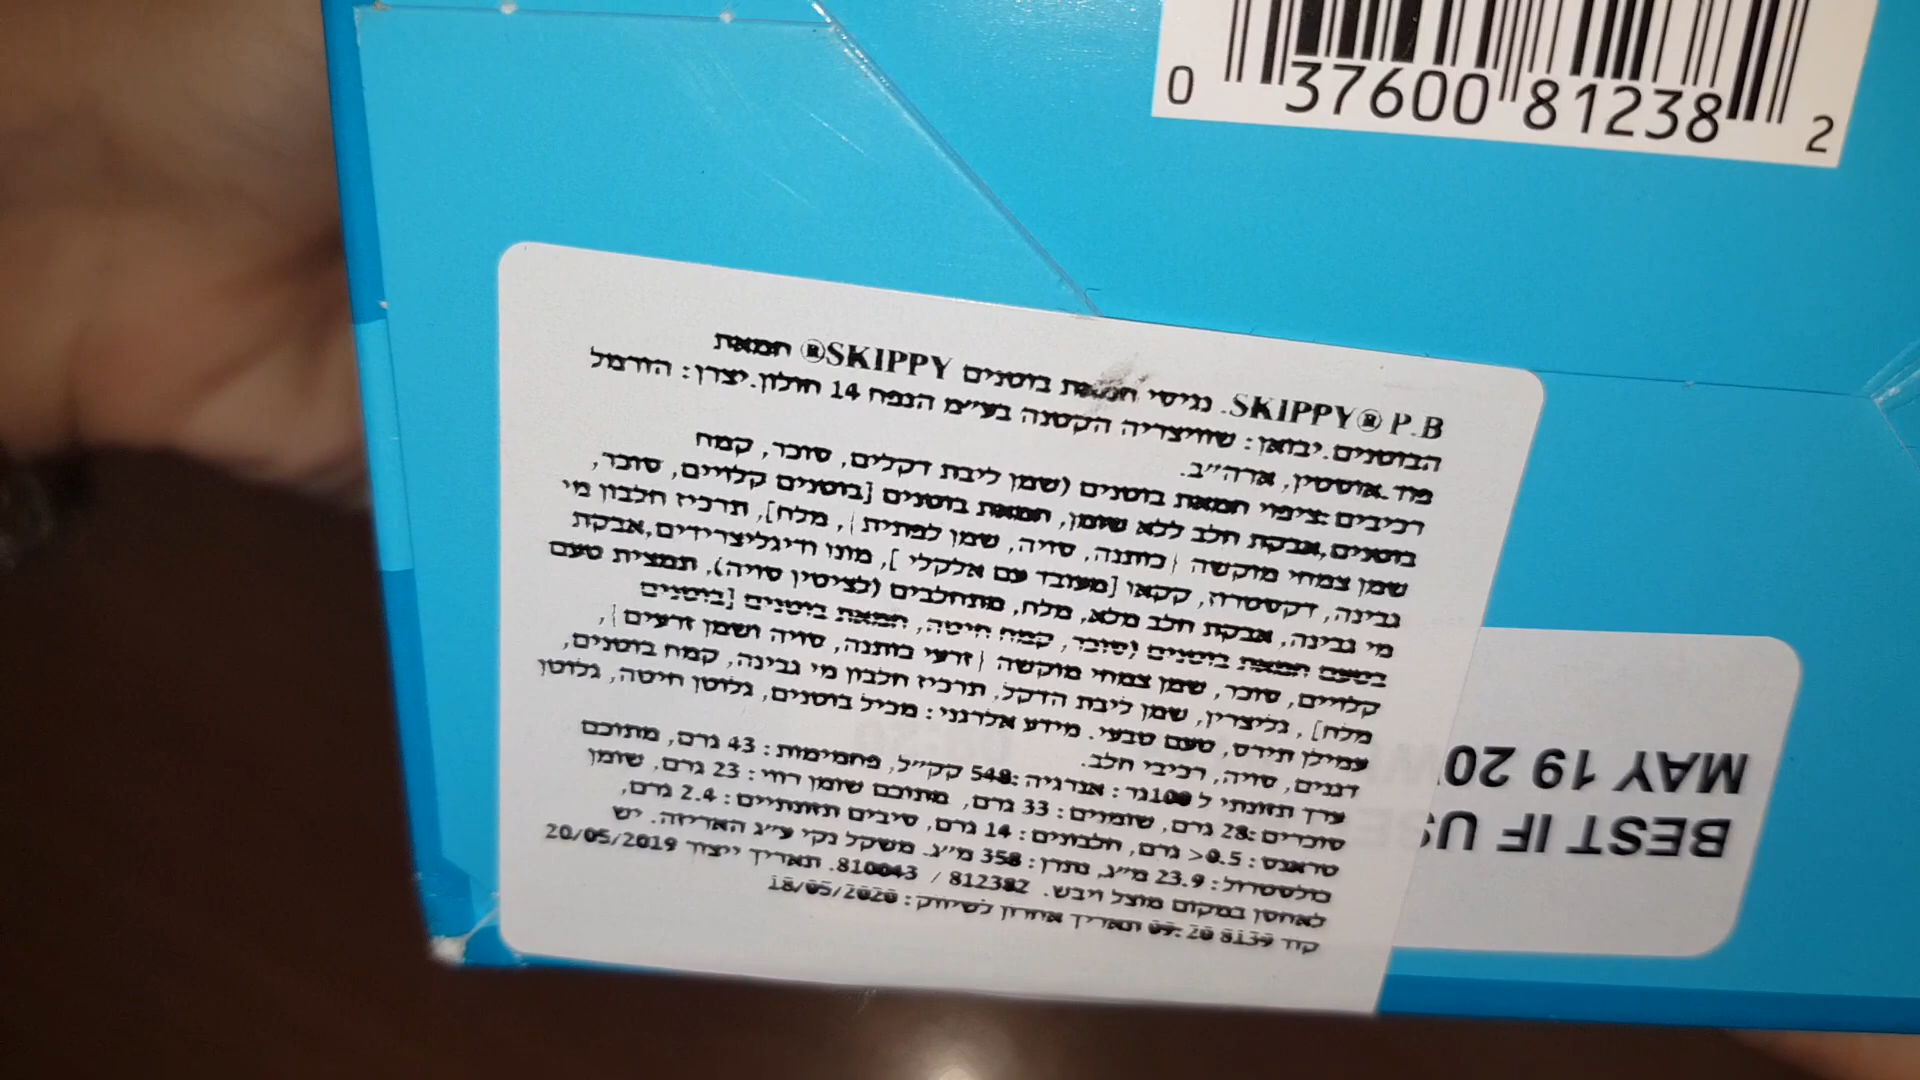 0 37600 81238 2
SKIPPY® P.B. נגיסי חמאת בוטנים SKIPPY® חמאת
הבוטנים.יבואן: שוויצריה הקטנה בע״מ הנפח 14 חולון.יצרן: הורמל
פוד.אוסטין, ארה״ב.
רכיבים:ציפוי חמאת בוטנים (שמן ליבת דקלים, סוכר, קמח
בוטנים,אבקת חלב ללא שומן, חמאת בוטנים [בוטנים קלויים, סוכר,
שמן צמחי מוקשה {כותנה, סויה, שמן לפתית}, מלח], תרכיז חלבון מי
גבינה, דקסטרוז, קקאו [מעובד עם אלקלי], מונו ודיגליצרידים,אבקת
מי גבינה, אבקת חלב מלא, מלח, מתחלבים (לציטין סויה), תמצית טעם
בטעם חמאת בוטנים (סוכר, קמח חיטה, חמאת בוטנים [בוטנים
קלויים, סוכר, שמן צמחי מוקשה {זרעי כותנה, סויה ושמן זרעים},
מלח], גליצרין, שמן ליבת הדקל, תרכיז חלבון מי גבינה, קמח בוטנים,
עמילן תירס, טעם טבעי. מידע אלרגני: מכיל בוטנים, גלוטן חיטה, גלוטן
דגנים, סויה, רכיבי חלב.
ערך תזונתי ל 100גר: אנרגיה: 548 קק״ל, פחמימות: 43 גרם, מתוכם
סוכרים: 28 גרם, שומנים: 33 גרם, מתוכם שומן רווי: 23 גרם, שומן
טראנס: 0.5> גרם, חלבונים: 14 גרם, סיבים תזונתיים: 2.4 גרם,
כולסטרול: 23.9 מ״ג, נתרן: 358 מ״ג. משקל נקי ע״ג האריזה. יש
לאחסן במקום מוצל ויבש. 812382 / 810043. תאריך ייצור 20/05/2019
קוד 8139 20 :09 תאריך אחרון לשיווק: 18/05/2020
BEST IF US
MAY 19 20